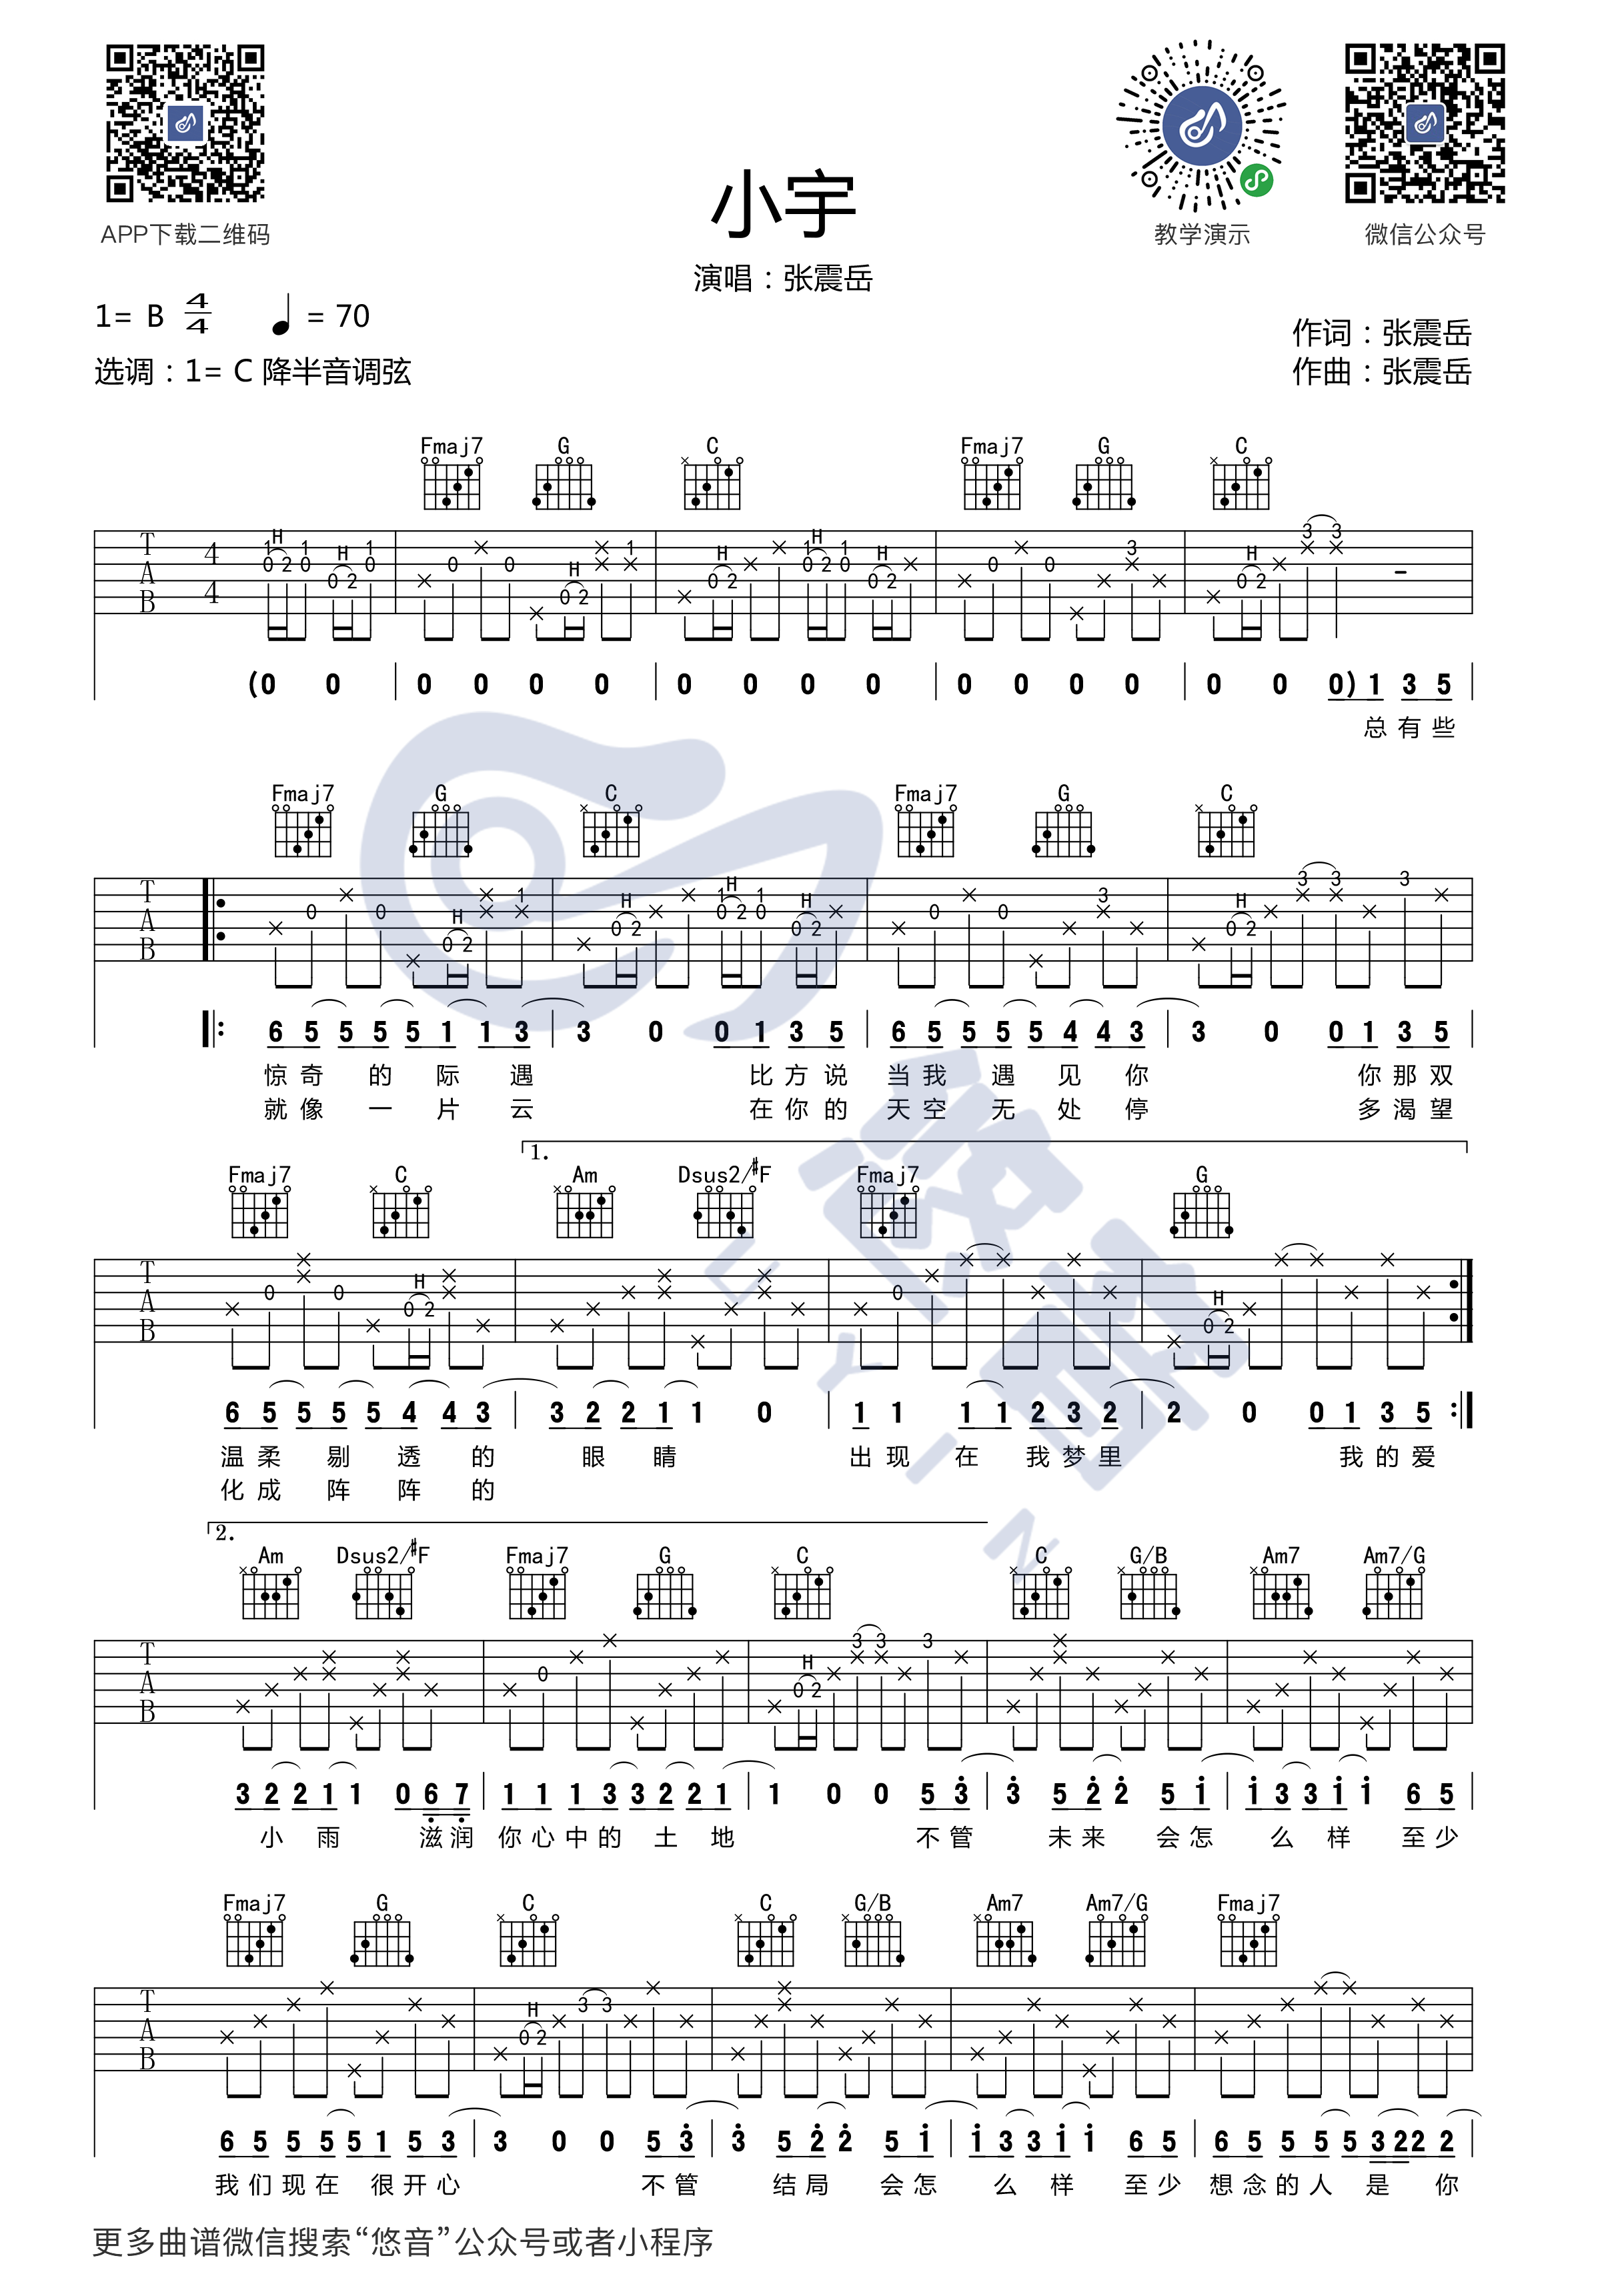 APP下载二维码
教学演示
微信公众号
小宇
演唱：张震岳
1= B 4/4 ♩ = 70
选调：1= C 降半音调弦
作词：张震岳
作曲：张震岳
Fmaj7 G C Fmaj7 G C
T A B 4 4
(0 0 | 0 0 0 0 | 0 0 0 0 | 0 0 0 0 | 0 0 0) 1 3 5 |
总 有 些
Fmaj7 G C Fmaj7 G C
T A B
6 5 5 5 5 1 1 3 | 3 0 0 1 3 5 | 6 5 5 5 5 4 4 3 | 3 0 0 1 3 5 |
惊 奇 的 际 遇 比 方 说 当 我 遇 见 你 你 那 双
就 像 一 片 云 在 你 的 天 空 无 处 停 多 渴 望
1.
Fmaj7 C Am Dsus2/#F Fmaj7 G
T A B
6 5 5 5 5 4 4 3 | 3 2 2 1 1 0 | 1 1 1 1 2 3 2 | 2 0 0 1 3 5 :|
温 柔 剔 透 的 眼 睛 出 现 在 我 梦 里 我 的 爱
化 成 阵 阵 的
2.
Am Dsus2/#F Fmaj7 G C C G/B Am7 Am7/G
T A B
3 2 2 1 1 0 6 7 | 1 1 1 3 3 2 2 1 | 1 0 0 5 3 | 3 5 2 2 5 1 | 1 3 3 1 1 6 5 |
小 雨 滋 润 你 心 中 的 土 地 不 管 未 来 会 怎 么 样 至 少
Fmaj7 G C C G/B Am7 Am7/G Fmaj7
T A B
6 5 5 5 5 1 5 3 | 3 0 0 5 3 | 3 5 2 2 5 1 | 1 3 3 1 1 6 5 | 6 5 5 5 5 3 2 2 2 |
我 们 现 在 很 开 心 不 管 结 局 会 怎 么 样 至 少 想 念 的 人 是 你
悠音
UYIN
更多曲谱微信搜索“悠音”公众号或者小程序